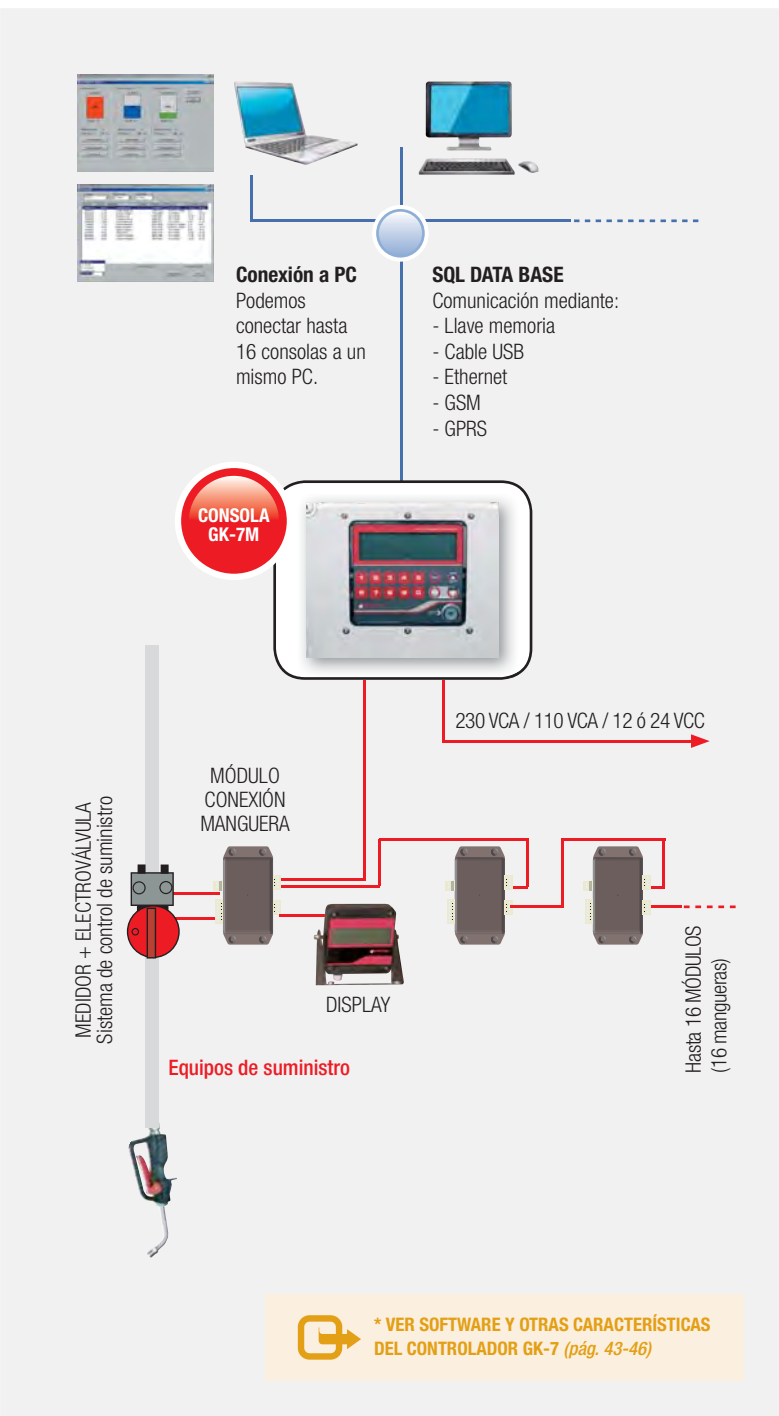 Conexión a PC
Podemos
conectar hasta
16 consolas a un
mismo PC.
SQL DATA BASE
Comunicación mediante:
- Llave memoria
- Cable USB
- Ethernet
- GSM
- GPRS
CONSOLA
GK-7M
230 VCA / 110 VCA / 12 ó 24 VCC
MÓDULO
CONEXIÓN
MANGUERA
MEDIDOR + ELECTROVÁLVULA
Sistema de control de suministro
DISPLAY
Hasta 16 MÓDULOS
(16 mangueras)
Equipos de suministro
* VER SOFTWARE Y OTRAS CARACTERÍSTICAS
DEL CONTROLADOR GK-7 (pág. 43-46)